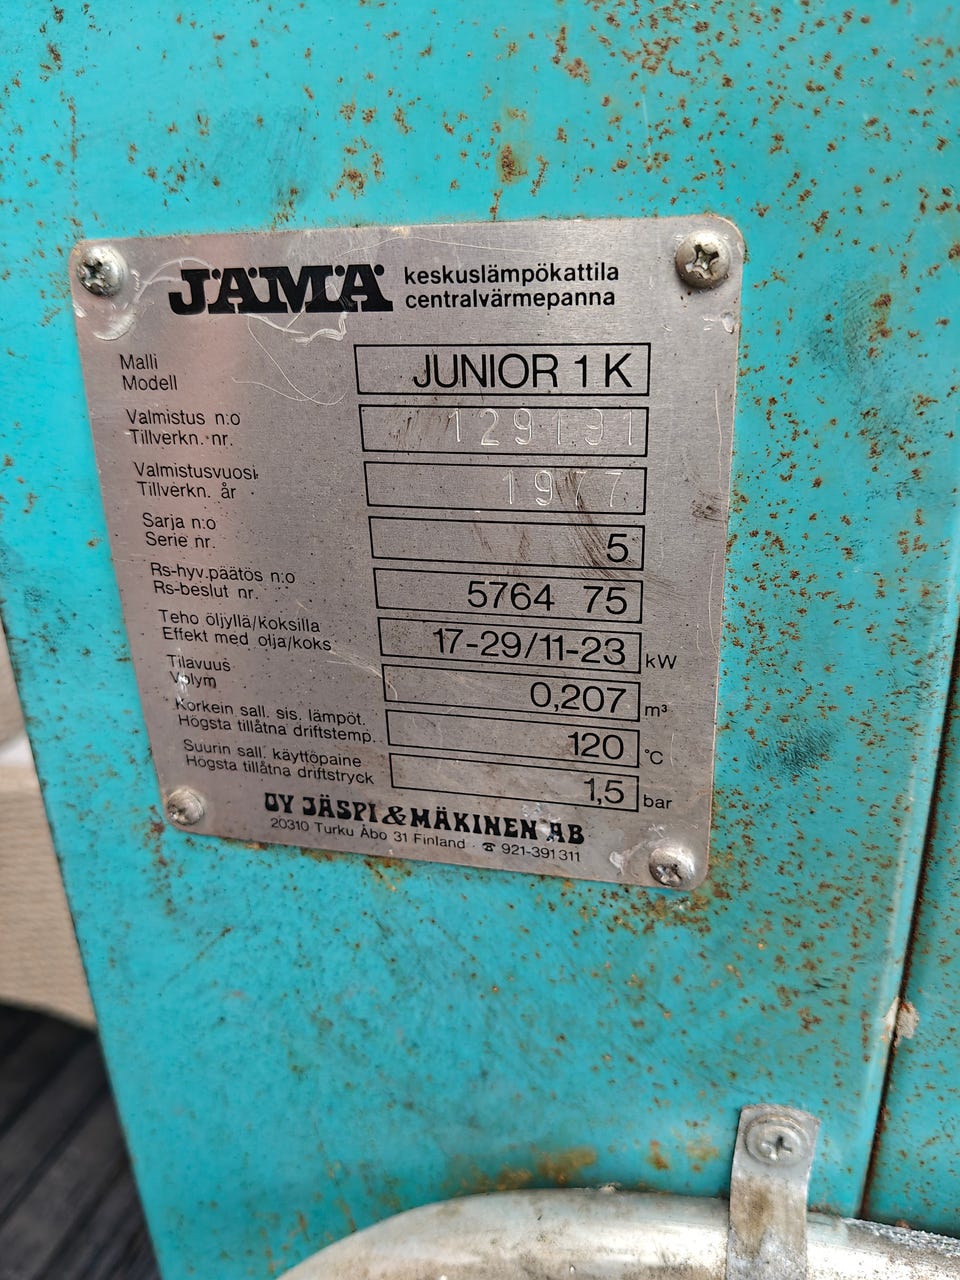 JÄMÄ
keskuslämpökattila
centralvärmepanna
Malli
Modell
JUNIOR 1 K
Valmistus n:o
Tillverkn. nr.
129191
Valmistusvuosi
Tillverkn. år
1977
Sarja n:o
Serie nr.
5
Rs-hyv.päätös n:o
Rs-beslut nr.
5764 75
Teho öljyllä/koksilla
Effekt med olja/koks
17-29/11-23 kW
Tilavuus
Volym
0,207 m³
Korkein sall. sis. lämpöt.
Högsta tillåtna driftstemp.
120 °C
Suurin sall. käyttöpaine
Högsta tillåtna driftstryck
1,5 bar
OY JÄSPI & MÄKINEN AB
20310 Turku Åbo 31 Finland · ☎ 921-391311